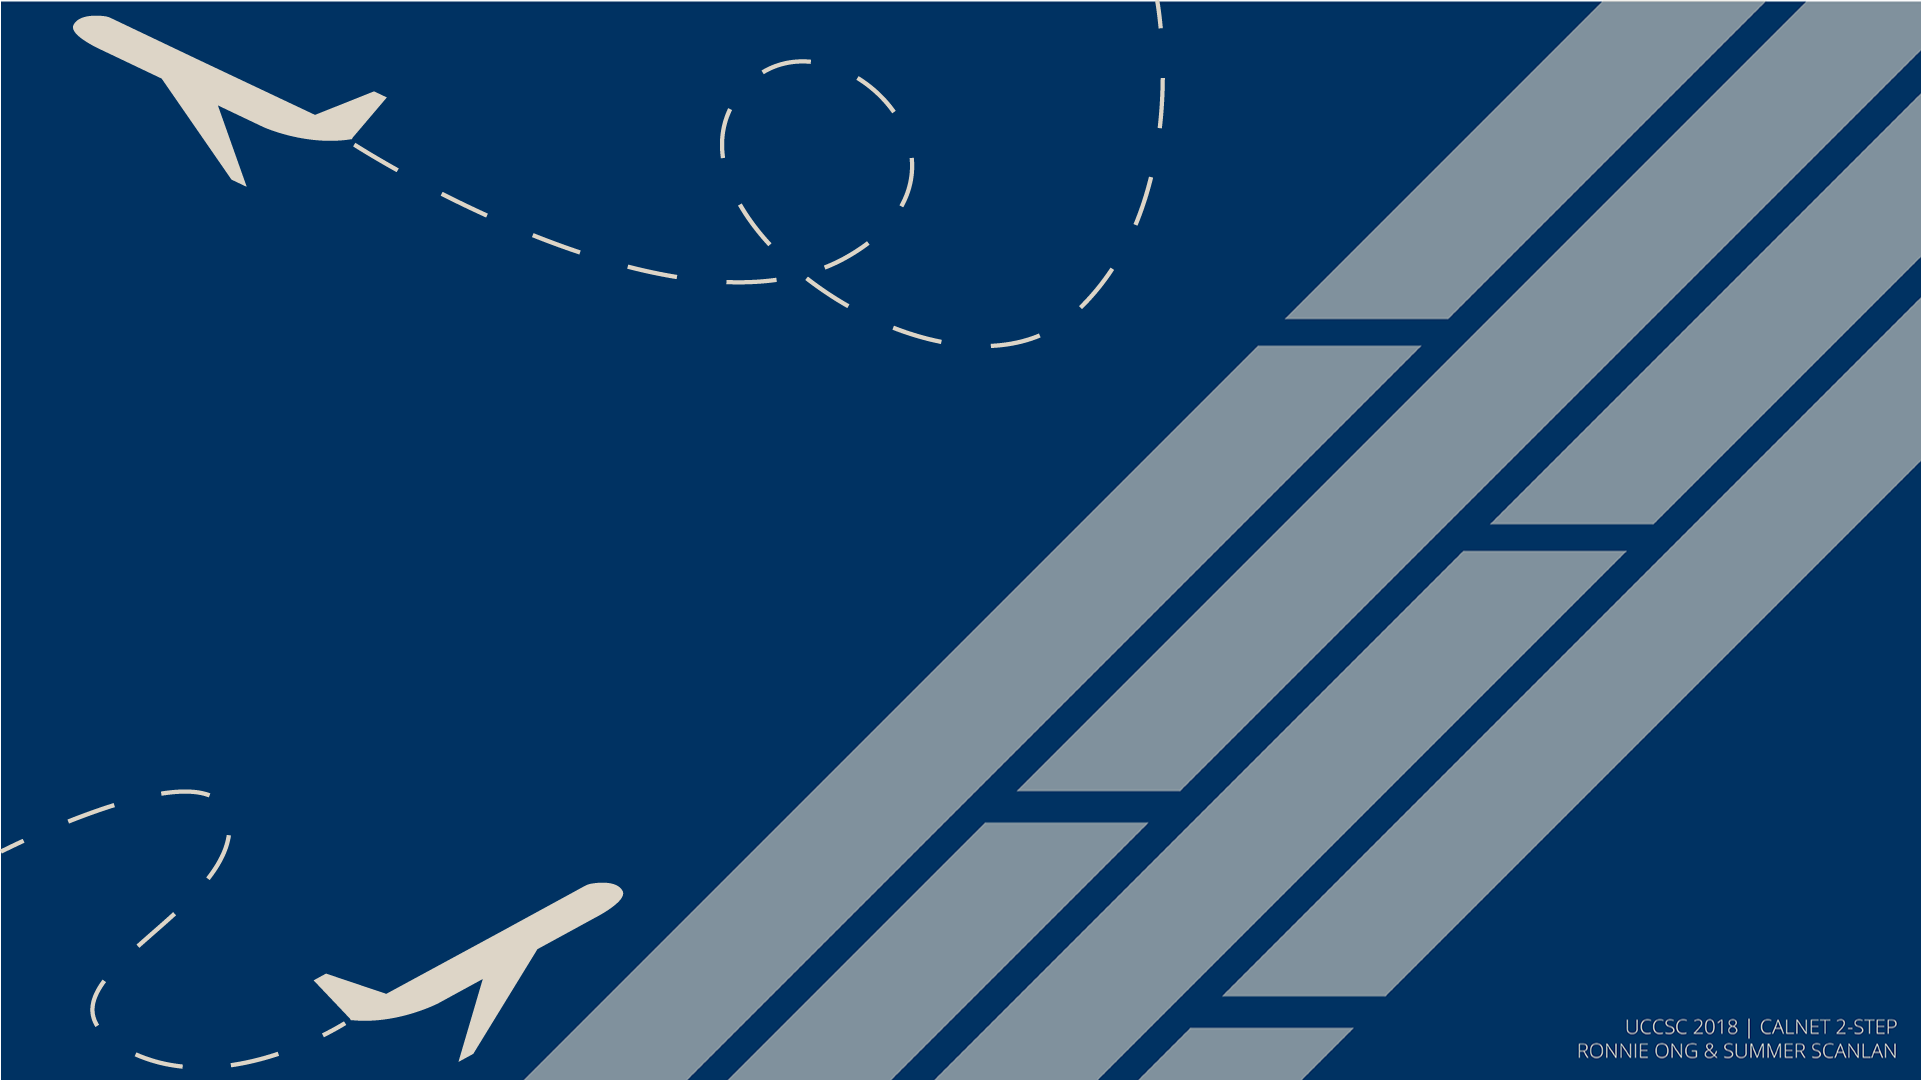 UCCSC 2018 | CALNET 2-STEP
RONNIE ONG & SUMMER SCANLAN